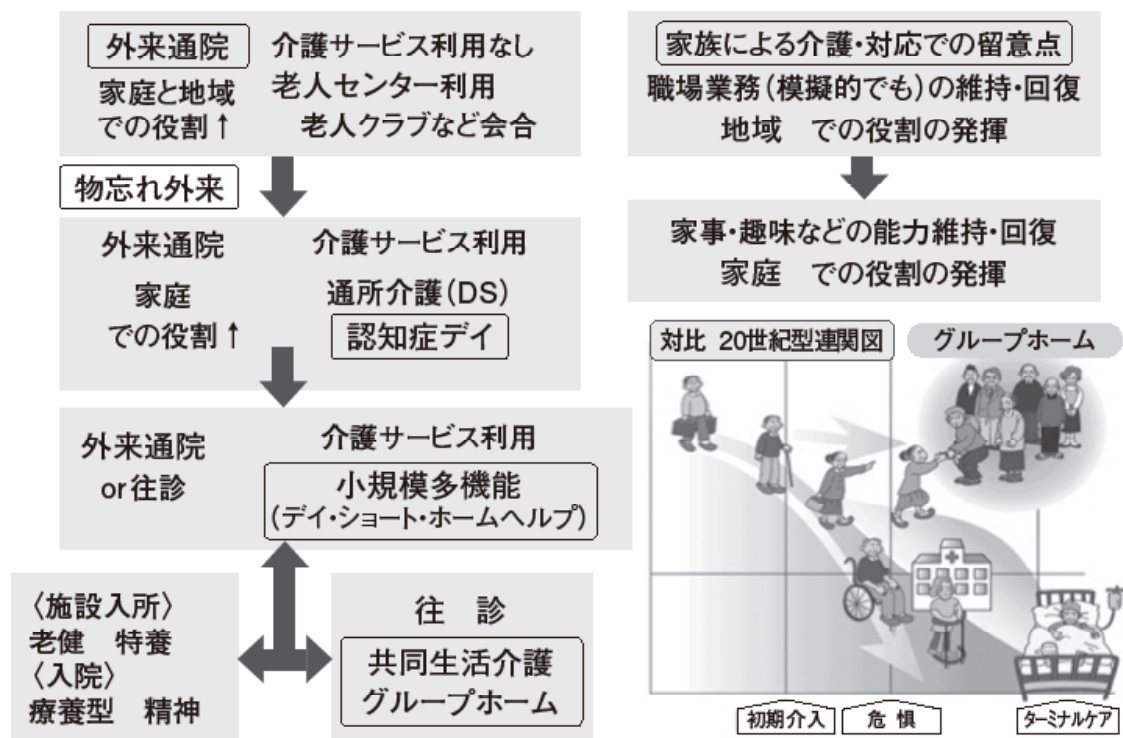 外来通院
家庭と地域
での役割↑
介護サービス利用なし
老人センター利用
老人クラブなど会合
物忘れ外来
外来通院
家庭
での役割↑
介護サービス利用
通所介護(DS)
認知症デイ
外来通院
or往診
介護サービス利用
小規模多機能
(デイ・ショート・ホームヘルプ)
〈施設入所〉
老健 特養
〈入院〉
療養型 精神
往 診
共同生活介護
グループホーム
家族による介護・対応での留意点
職場業務(模擬的でも)の維持・回復
地域 での役割の発揮
家事・趣味などの能力維持・回復
家庭 での役割の発揮
対比 20世紀型連関図
グループホーム
初期介入
危 惧
ターミナルケア